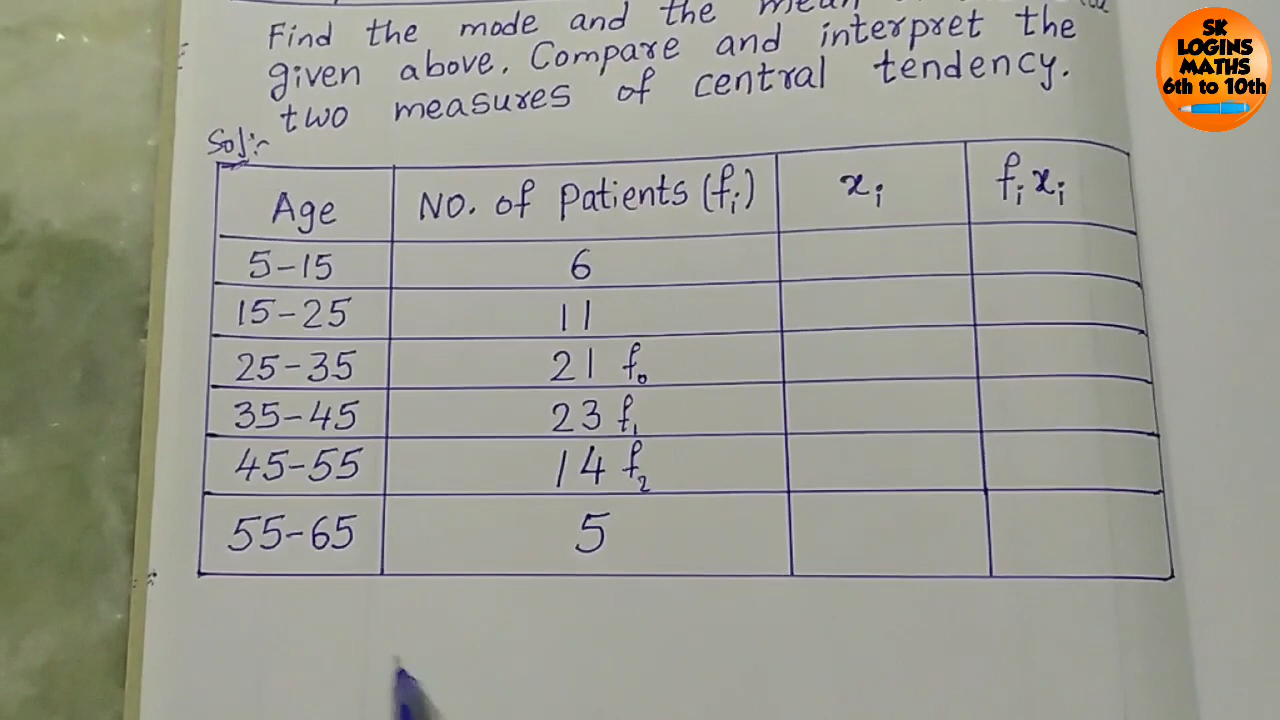 Find the mode and the mean
given above. Compare and interpret the
two measures of central tendency.
Sol:-
Age No. of Patients (fᵢ) xᵢ fᵢxᵢ
5-15 6
15-25 11
25-35 21 f₀
35-45 23 f₁
45-55 14 f₂
55-65 5
SK
LOGINS
MATHS
6th to 10th